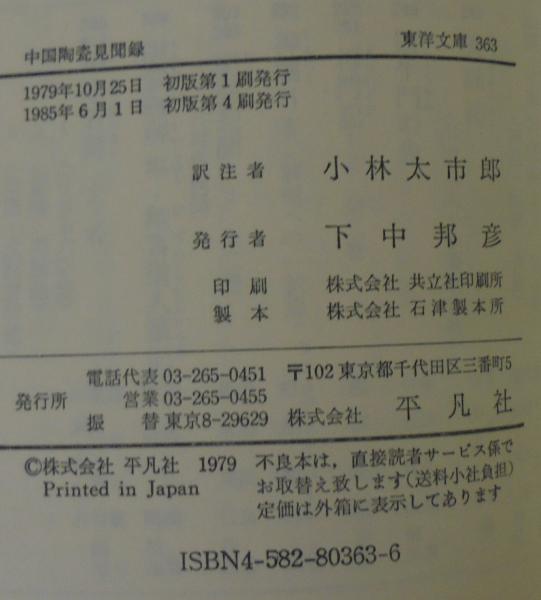 中国陶瓷見聞録
東洋文庫 363
1979年10月25日 初版第1刷発行
1985年6月1日 初版第4刷発行
訳注者 小林太市郎
発行者 下中邦彦
印刷 株式会社 共立社印刷所
製本 株式会社 石津製本所
発行所
電話代表 03-265-0451
営業 03-265-0455
振替 東京8-29629
〒102 東京都千代田区三番町5
株式会社 平凡社
©株式会社 平凡社 1979
Printed in Japan
不良本は,直接読者サービス係で
お取替え致します(送料小社負担)
定価は外箱に表示してあります
ISBN4-582-80363-6